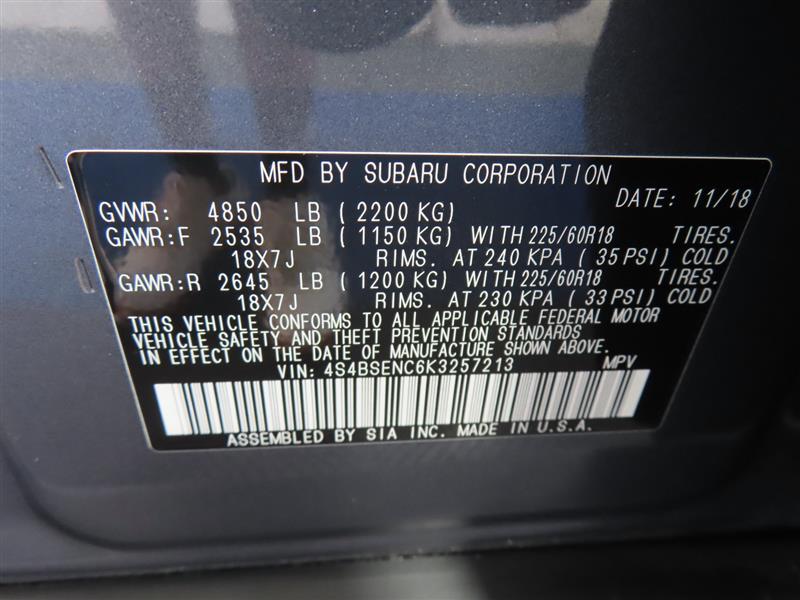 MFD BY SUBARU CORPORATION
DATE: 11/18
GVWR: 4850 LB ( 2200 KG)
GAWR:F 2535 LB ( 1150 KG) WITH 225/60R18 TIRES.
18X7J RIMS. AT 240 KPA ( 35 PSI) COLD
GAWR:R 2645 LB ( 1200 KG) WITH 225/60R18 TIRES.
18X7J RIMS. AT 230 KPA ( 33 PSI) COLD
THIS VEHICLE CONFORMS TO ALL APPLICABLE FEDERAL MOTOR
VEHICLE SAFETY AND THEFT PREVENTION STANDARDS
IN EFFECT ON THE DATE OF MANUFACTURE SHOWN ABOVE.
VIN: 4S4BSENC6K3257213 MPV
ASSEMBLED BY SIA INC. MADE IN U.S.A.